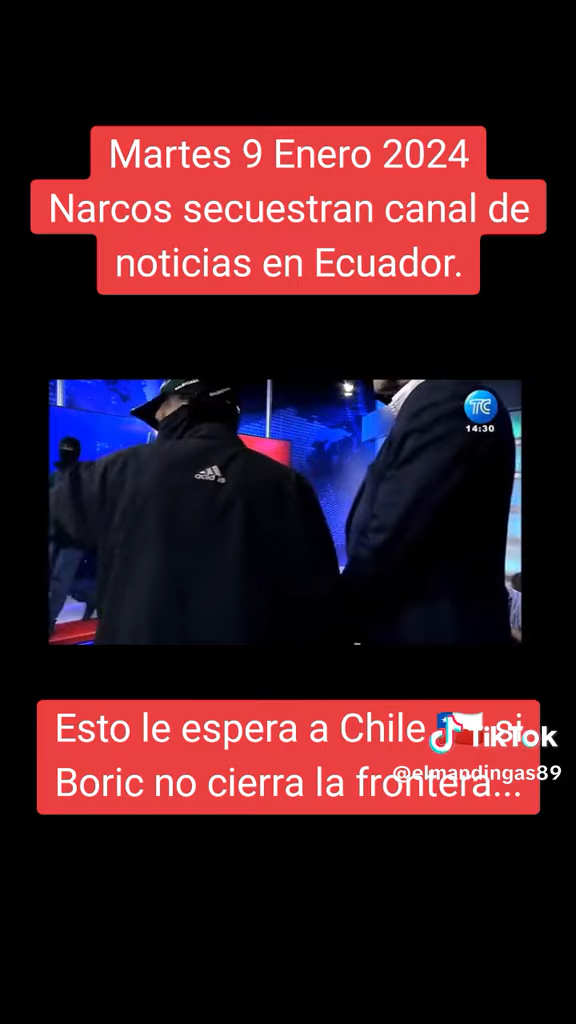 Martes 9 Enero 2024
Narcos secuestran canal de
noticias en Ecuador.
TC
14:30
adidas
Esto le espera a Chile si
TikTok
Boric no cierra la frontera...
@elmandingas89